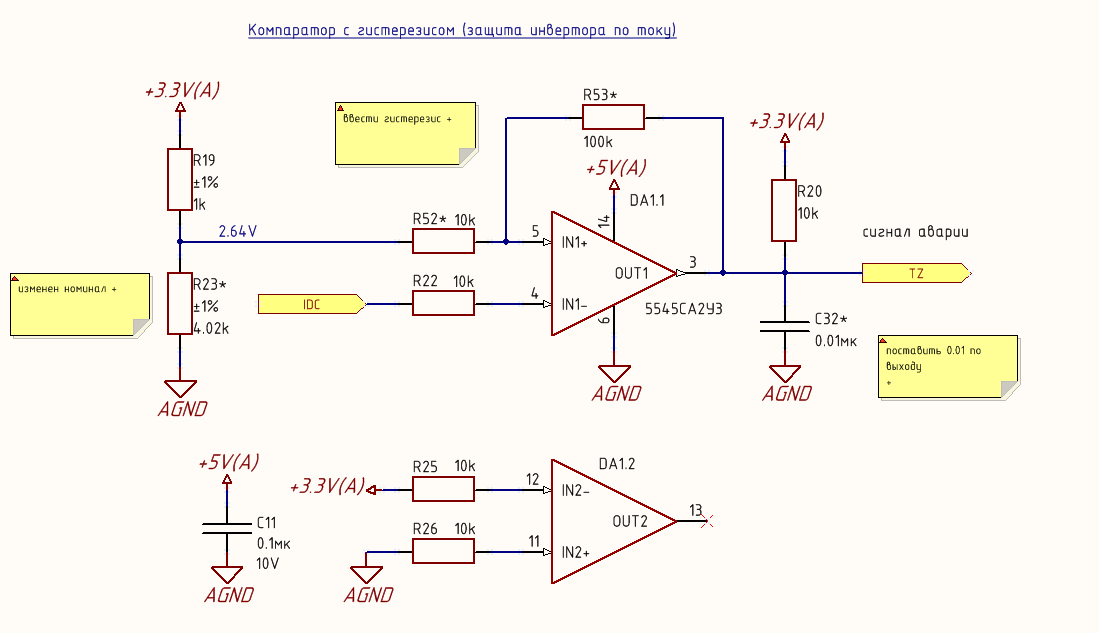 Компаратор с гистерезисом (защита инвертора по току)
+3.3V(A)
R19
±1%
1k
2.64V
R23*
±1%
4.02k
AGND
изменен номинал +
ввести гистерезис +
IDC
R52* 10k
R22 10k
R53*
100k
+5V(A)
DA1.1
14
5
IN1+
4
IN1-
OUT1
3
6
5545СА2У3
AGND
+3.3V(A)
R20
10k
сигнал аварии
TZ
C32*
0.01мк
AGND
поставить 0.01 по
выходу
+
+5V(A)
C11
0.1мк
10V
AGND
+3.3V(A)
R25 10k
R26 10k
AGND
DA1.2
12
IN2-
11
IN2+
OUT2
13